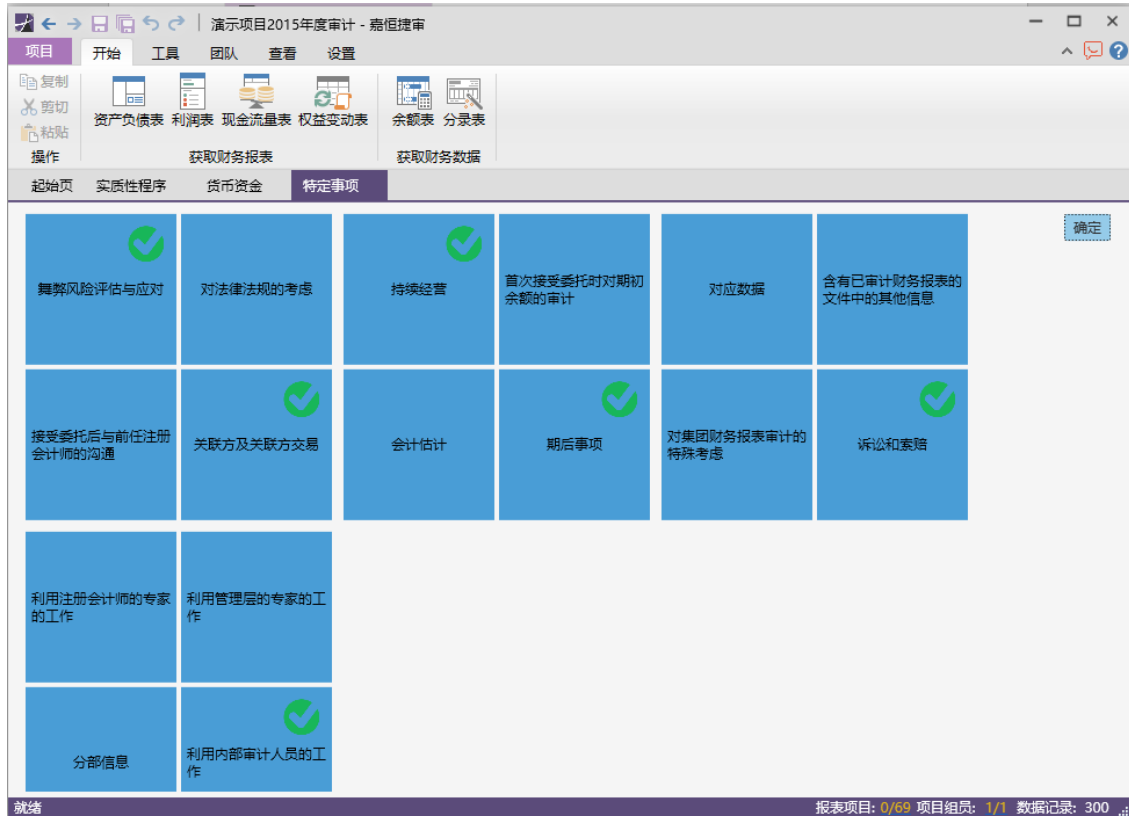 演示项目2015年度审计 - 嘉恒捷审
项目 开始 工具 团队 查看 设置
复制
剪切
粘贴
资产负债表 利润表 现金流量表 权益变动表 余额表 分录表
操作 获取财务报表 获取财务数据
起始页 实质性程序 货币资金 特定事项
确定
舞弊风险评估与应对
对法律法规的考虑
持续经营
首次接受委托时对期初
余额的审计
对应数据
含有已审计财务报表的
文件中的其他信息
接受委托后与前任注册
会计师的沟通
关联方及关联方交易
会计估计
期后事项
对集团财务报表审计的
特殊考虑
诉讼和索赔
利用注册会计师的专家
的工作
利用管理层的专家的工
作
分部信息
利用内部审计人员的工
作
就绪 报表项目: 0/69 项目组员: 1/1 数据记录: 300